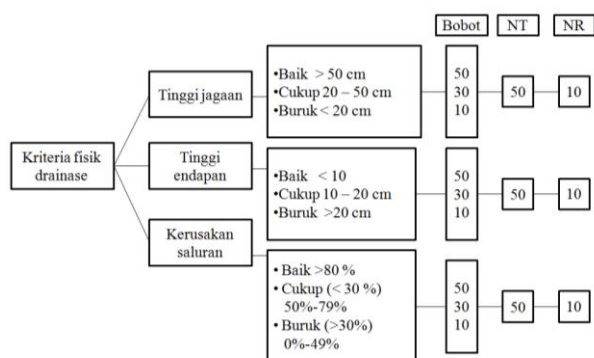 Bobot NT NR
Kriteria fisik
drainase
Tinggi jagaan
•Baik > 50 cm
•Cukup 20 – 50 cm
•Buruk < 20 cm
50
30
10
50
10
Tinggi
endapan
•Baik < 10
•Cukup 10 – 20 cm
•Buruk >20 cm
50
30
10
50
10
Kerusakan
saluran
• Baik >80 %
• Cukup (< 30 %)
50%-79%
• Buruk (>30%)
0%-49%
50
30
10
50
10